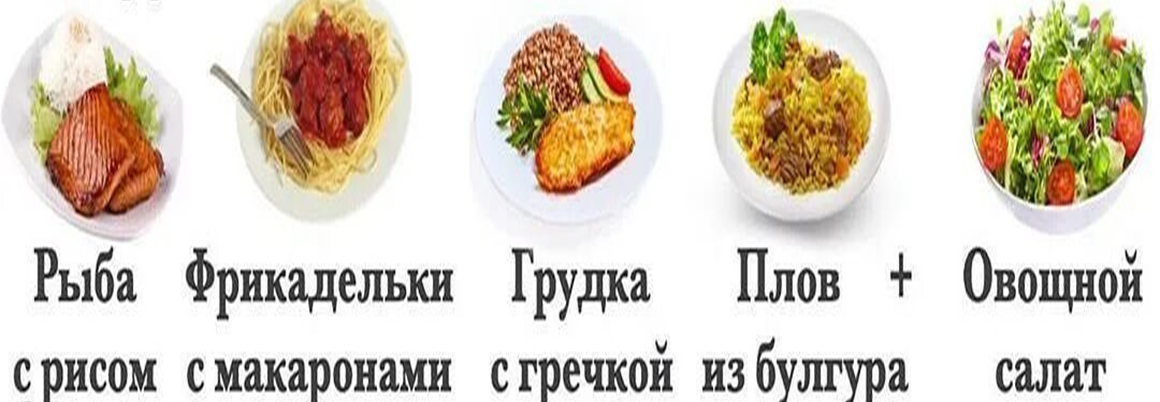 Рыба Фрикадельки Грудка Плов + Овощной
с рисом с макаронами с гречкой из булгура салат